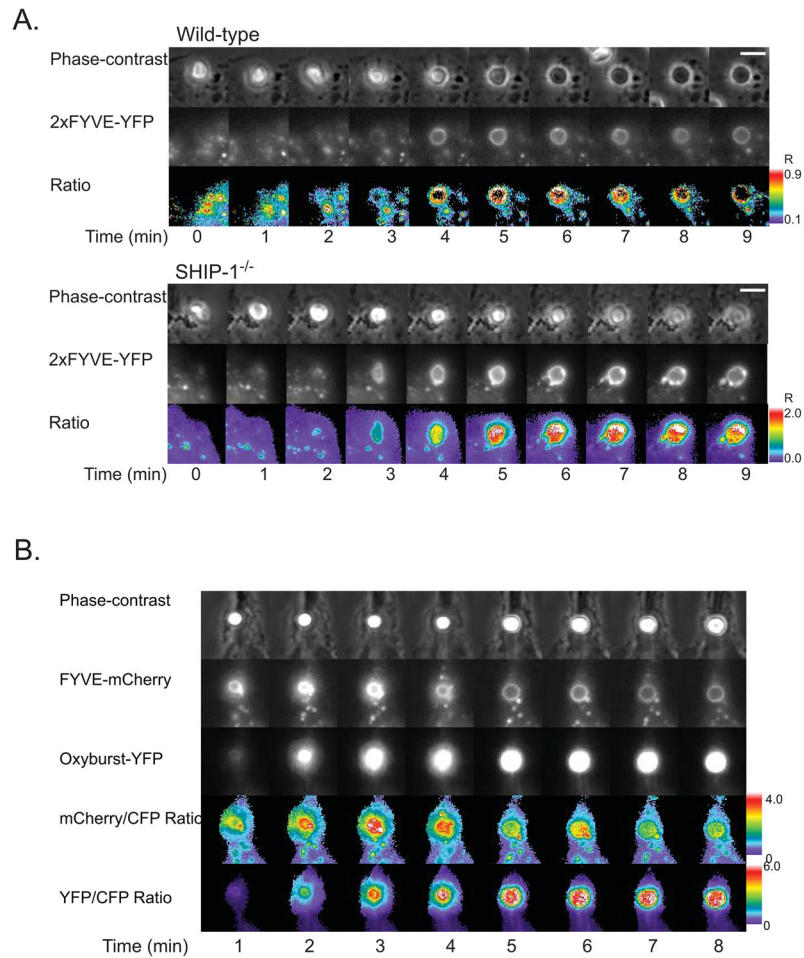 A.
Wild-type
Phase-contrast
2xFYVE-YFP
Ratio
R
0.9
0.1
Time (min) 0 1 2 3 4 5 6 7 8 9
SHIP-1-/-
Phase-contrast
2xFYVE-YFP
Ratio
R
2.0
0.0
Time (min) 0 1 2 3 4 5 6 7 8 9
B.
Phase-contrast
FYVE-mCherry
Oxyburst-YFP
mCherry/CFP Ratio
4.0
0
YFP/CFP Ratio
6.0
0
Time (min) 1 2 3 4 5 6 7 8